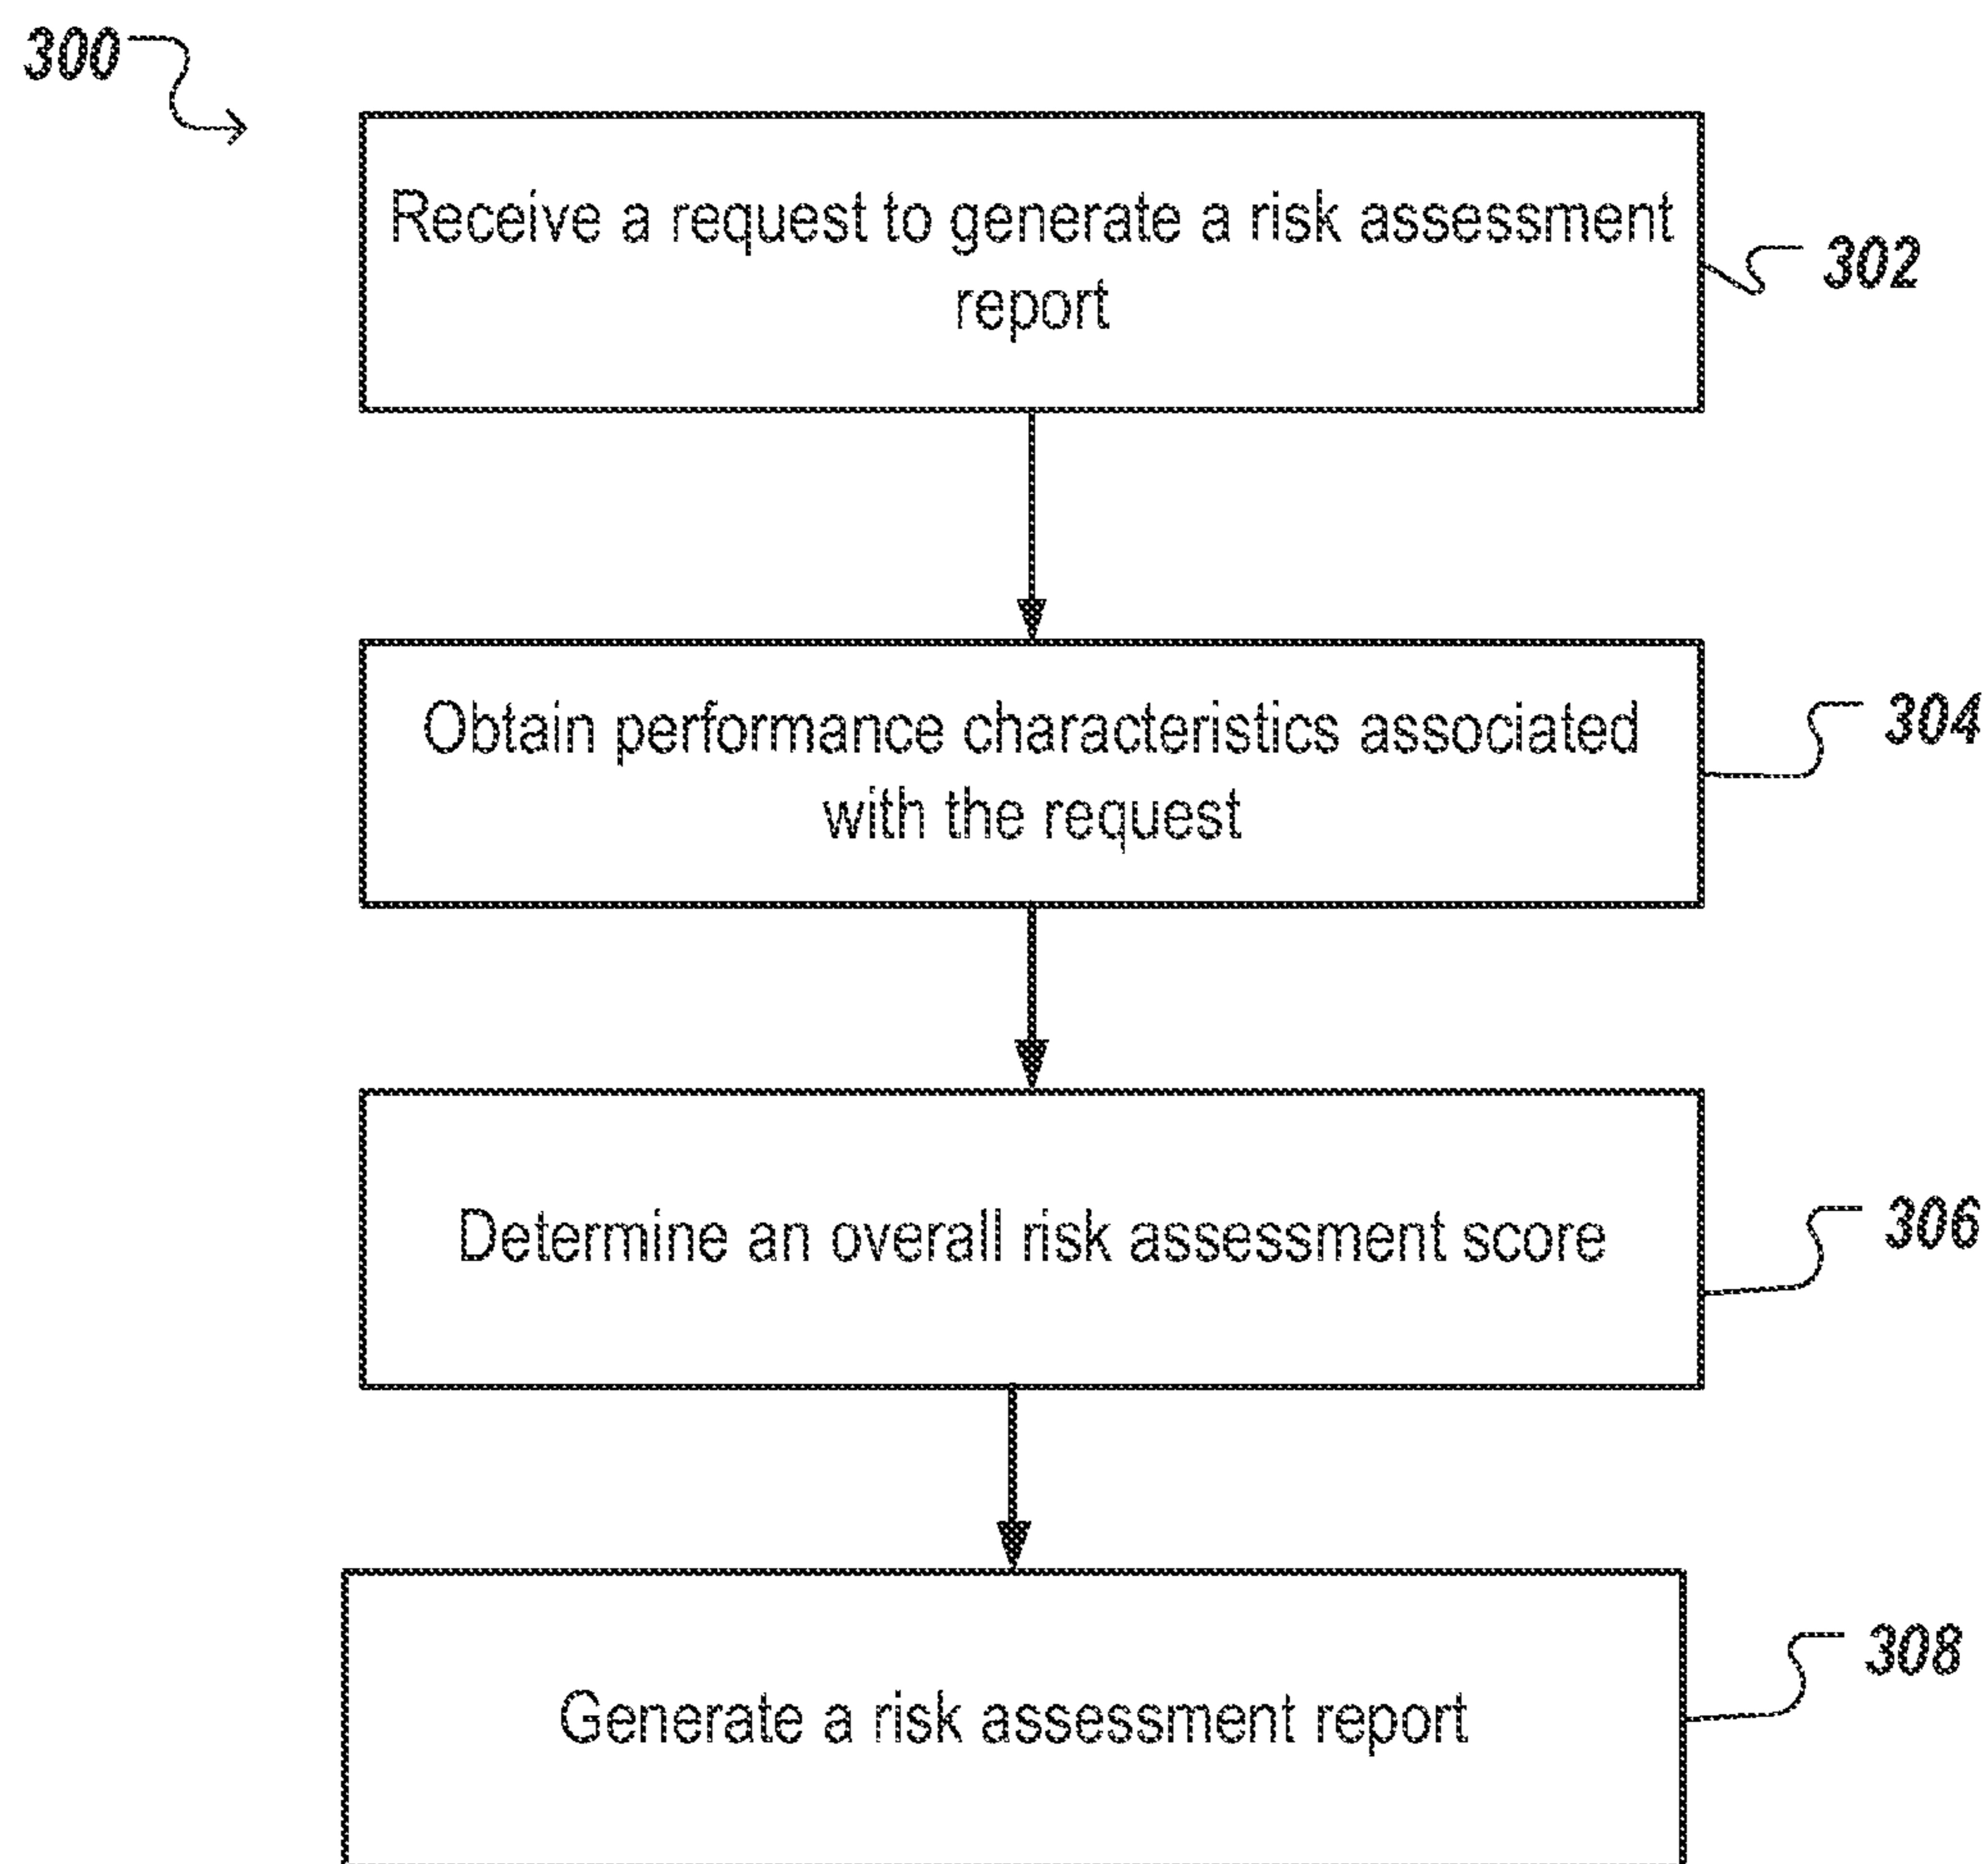 300
Receive a request to generate a risk assessment
report
302
Obtain performance characteristics associated
with the request
304
Determine an overall risk assessment score
306
Generate a risk assessment report
308